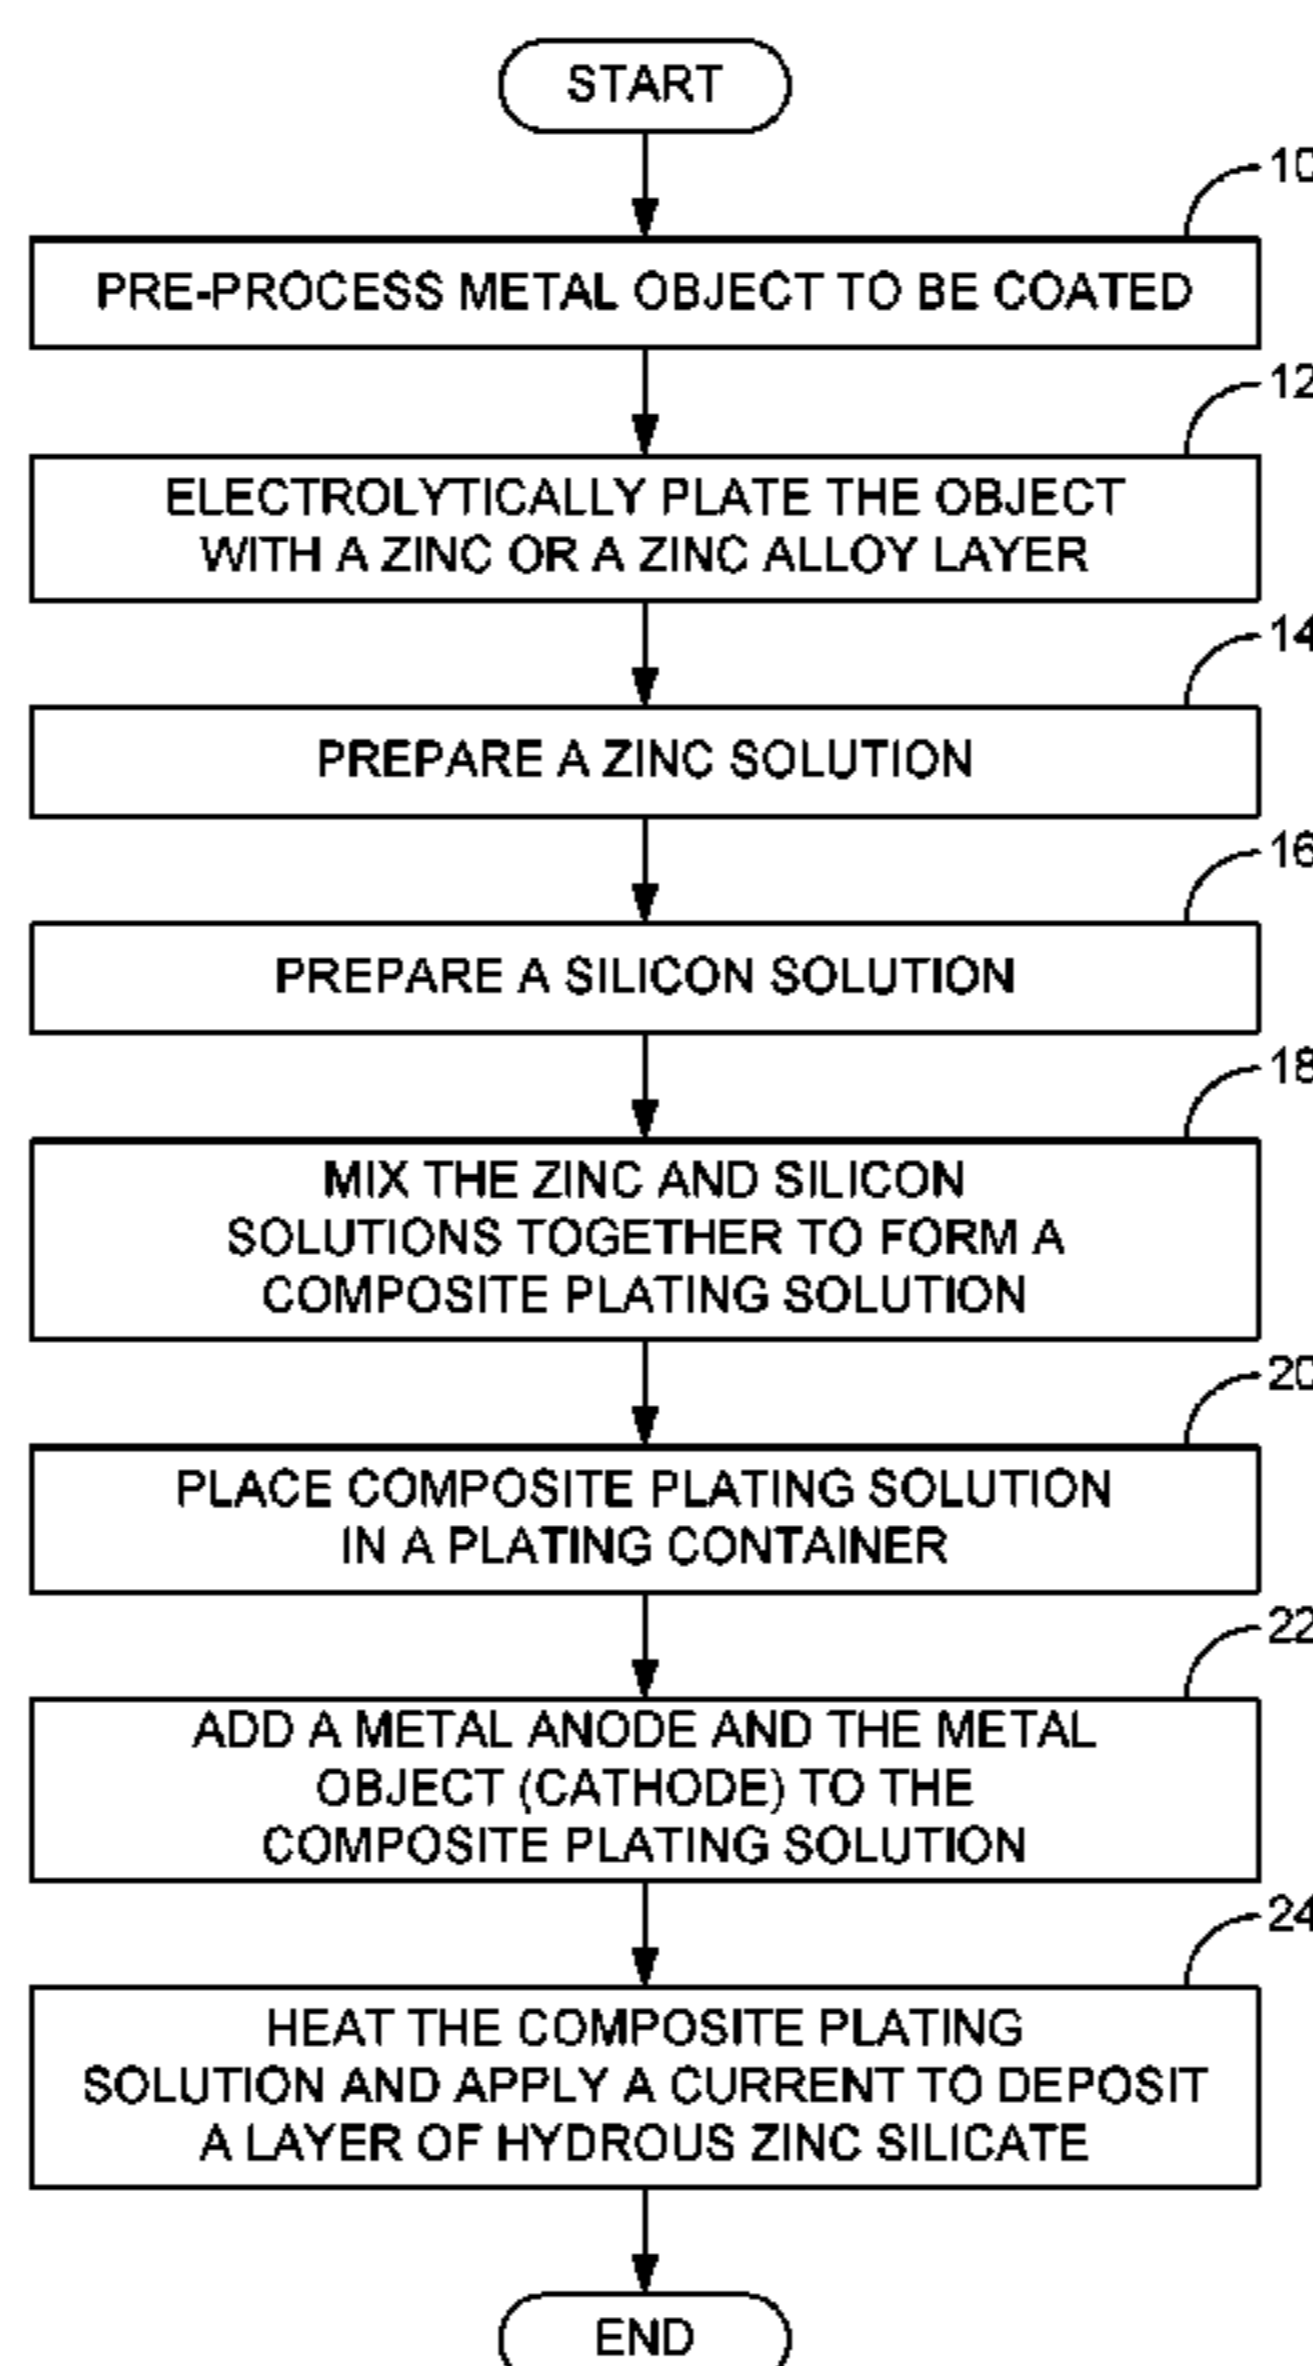 START
10
PRE-PROCESS METAL OBJECT TO BE COATED
12
ELECTROLYTICALLY PLATE THE OBJECT
WITH A ZINC OR A ZINC ALLOY LAYER
14
PREPARE A ZINC SOLUTION
16
PREPARE A SILICON SOLUTION
18
MIX THE ZINC AND SILICON
SOLUTIONS TOGETHER TO FORM A
COMPOSITE PLATING SOLUTION
20
PLACE COMPOSITE PLATING SOLUTION
IN A PLATING CONTAINER
22
ADD A METAL ANODE AND THE METAL
OBJECT (CATHODE) TO THE
COMPOSITE PLATING SOLUTION
24
HEAT THE COMPOSITE PLATING
SOLUTION AND APPLY A CURRENT TO DEPOSIT
A LAYER OF HYDROUS ZINC SILICATE
END